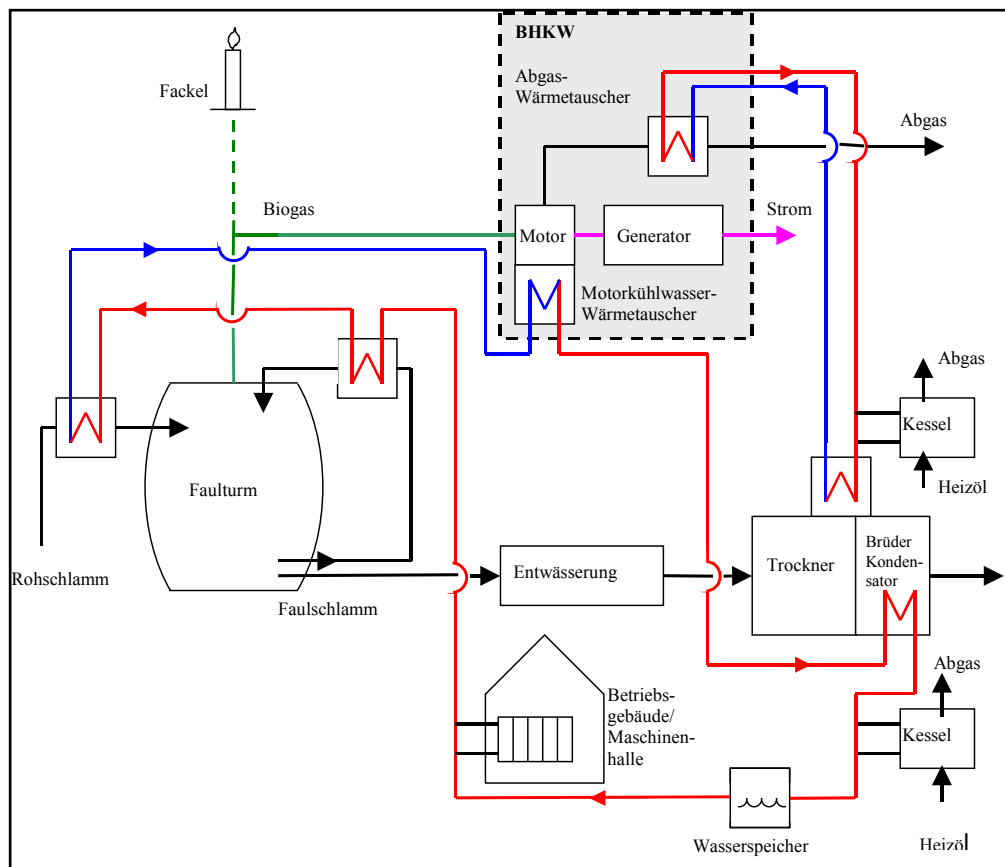 BHKW
Abgas-
Wärmetauscher
Fackel
Abgas
Biogas
Strom
Motor
Generator
Motorkühlwasser-
Wärmetauscher
Abgas
Kessel
Heizöl
Faulturm
Rohschlamm
Faulschlamm
Entwässerung
Trockner
Brüder
Konden-
sator
Abgas
Kessel
Heizöl
Betriebs-
gebäude/
Maschinen-
halle
Wasserspeicher